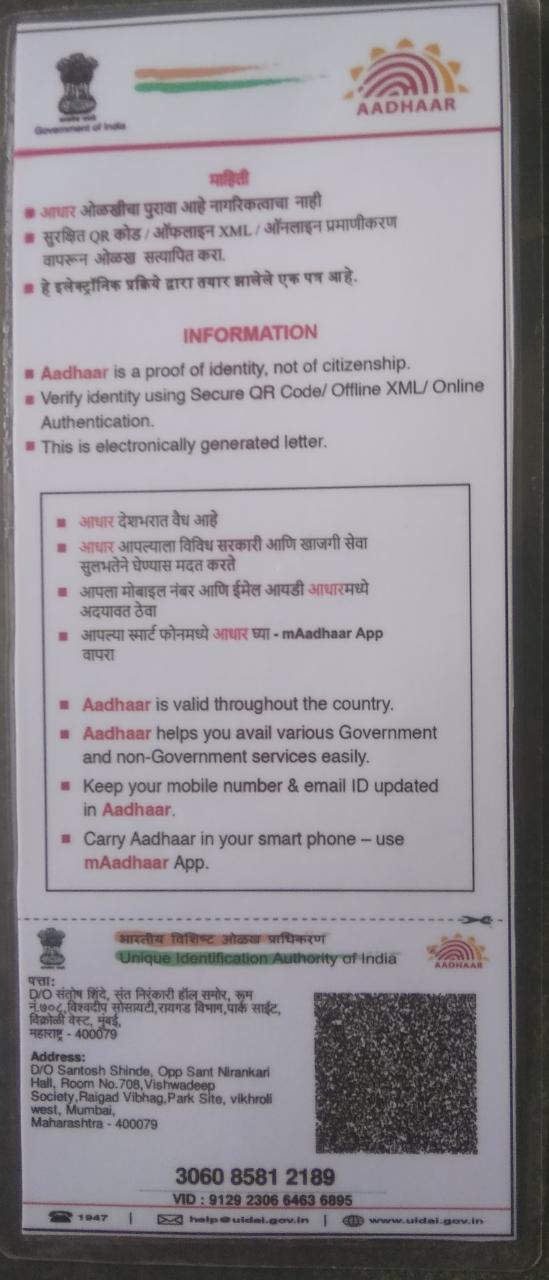 Government of India
AADHAAR
माहिती
आधार ओळखीचा पुरावा आहे नागरिकत्वाचा नाही
सुरक्षित QR कोड / ऑफलाइन XML / ऑनलाइन प्रमाणीकरण
वापरून ओळख सत्यापित करा.
हे इलेक्ट्रॉनिक प्रक्रिये द्वारा तयार झालेले एक पत्र आहे.
INFORMATION
Aadhaar is a proof of identity, not of citizenship.
Verify identity using Secure QR Code/ Offline XML/ Online
Authentication.
This is electronically generated letter.
आधार देशभरात वैध आहे
आधार आपल्याला विविध सरकारी आणि खाजगी सेवा
सुलभतेने घेण्यास मदत करते
आपला मोबाइल नंबर आणि ईमेल आयडी आधारमध्ये
अदयावत ठेवा
आपल्या स्मार्ट फोनमध्ये आधार घ्या - mAadhaar App
वापरा
Aadhaar is valid throughout the country.
Aadhaar helps you avail various Government
and non-Government services easily.
Keep your mobile number & email ID updated
in Aadhaar.
Carry Aadhaar in your smart phone – use
mAadhaar App.
भारतीय विशिष्ट ओळख प्राधिकरण
Unique Identification Authority of India
AADHAAR
पत्ता:
D/O संतोष शिंदे, संत निरंकारी हॉल समोर, रूम
नं.७०८,विश्वदीप सोसायटी,रायगड विभाग,पार्क साईट,
विक्रोळी वेस्ट, मुंबई,
महाराष्ट्र - 400079
Address:
D/O Santosh Shinde, Opp Sant Nirankari
Hall, Room No.708,Vishwadeep
Society,Raigad Vibhag,Park Site, vikhroli
west, Mumbai,
Maharashtra - 400079
3060 8581 2189
VID : 9129 2306 6463 6895
1947 | help@uidai.gov.in | www.uidai.gov.in